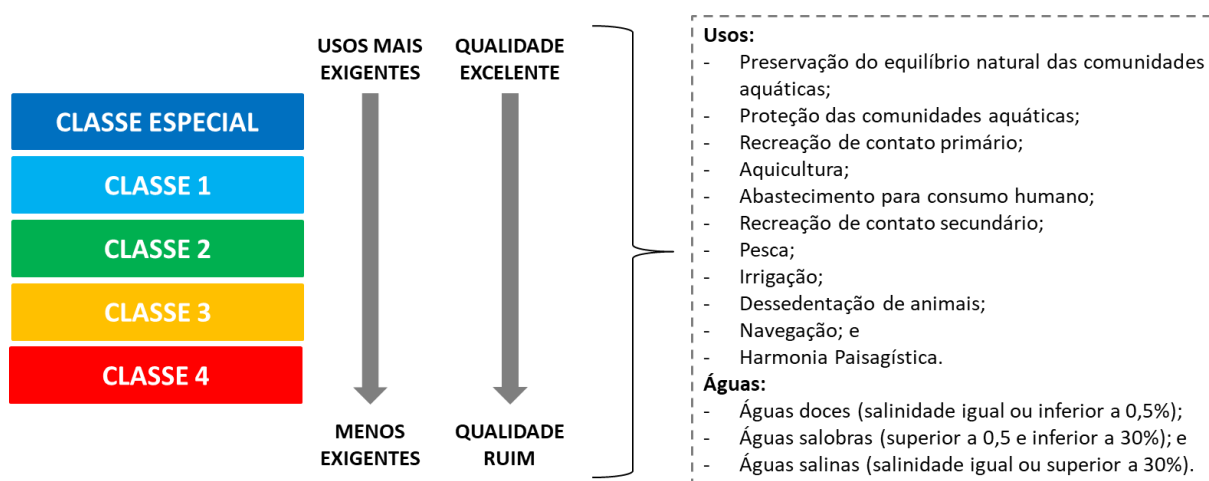 USOS MAIS
EXIGENTES
QUALIDADE
EXCELENTE
CLASSE ESPECIAL
CLASSE 1
CLASSE 2
CLASSE 3
CLASSE 4
MENOS
EXIGENTES
QUALIDADE
RUIM
Usos:
- Preservação do equilíbrio natural das comunidades
aquáticas;
- Proteção das comunidades aquáticas;
- Recreação de contato primário;
- Aquicultura;
- Abastecimento para consumo humano;
- Recreação de contato secundário;
- Pesca;
- Irrigação;
- Dessedentação de animais;
- Navegação; e
- Harmonia Paisagística.
Águas:
- Águas doces (salinidade igual ou inferior a 0,5%);
- Águas salobras (superior a 0,5 e inferior a 30%); e
- Águas salinas (salinidade igual ou superior a 30%).